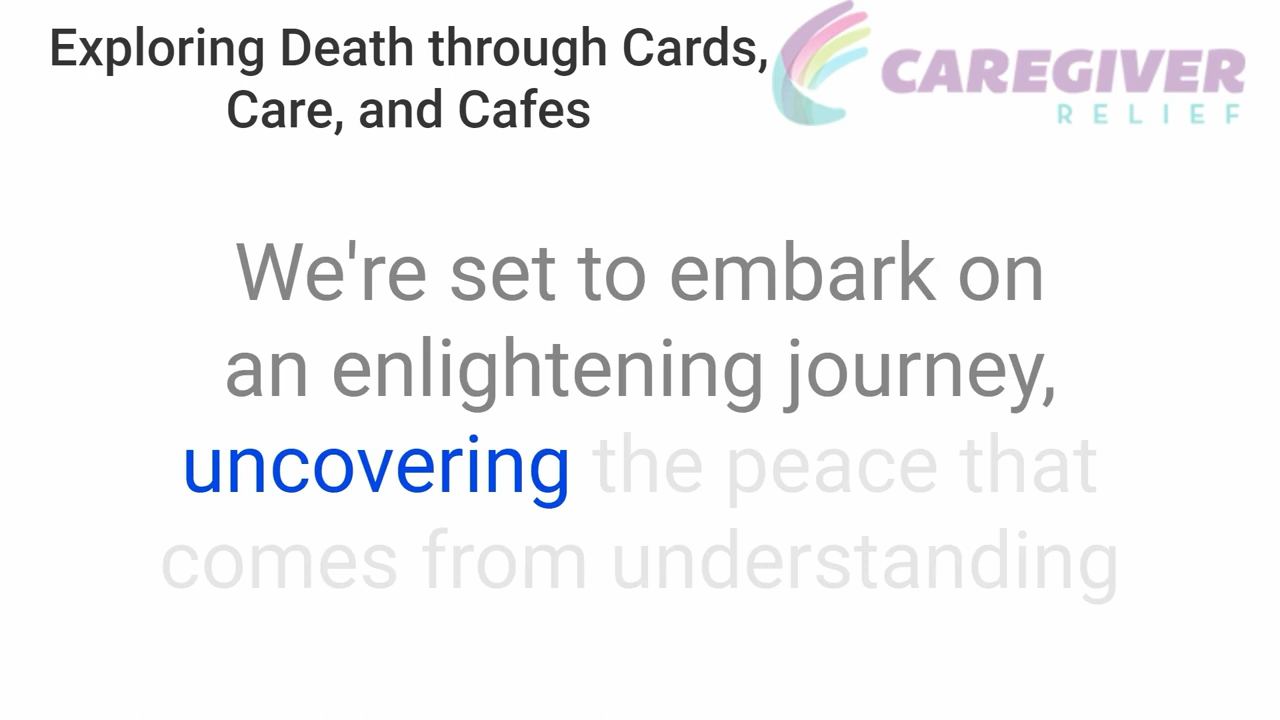 Exploring Death through Cards,
Care, and Cafes
CAREGIVER
RELIEF
We're set to embark on
an enlightening journey,
uncovering the peace that
comes from understanding